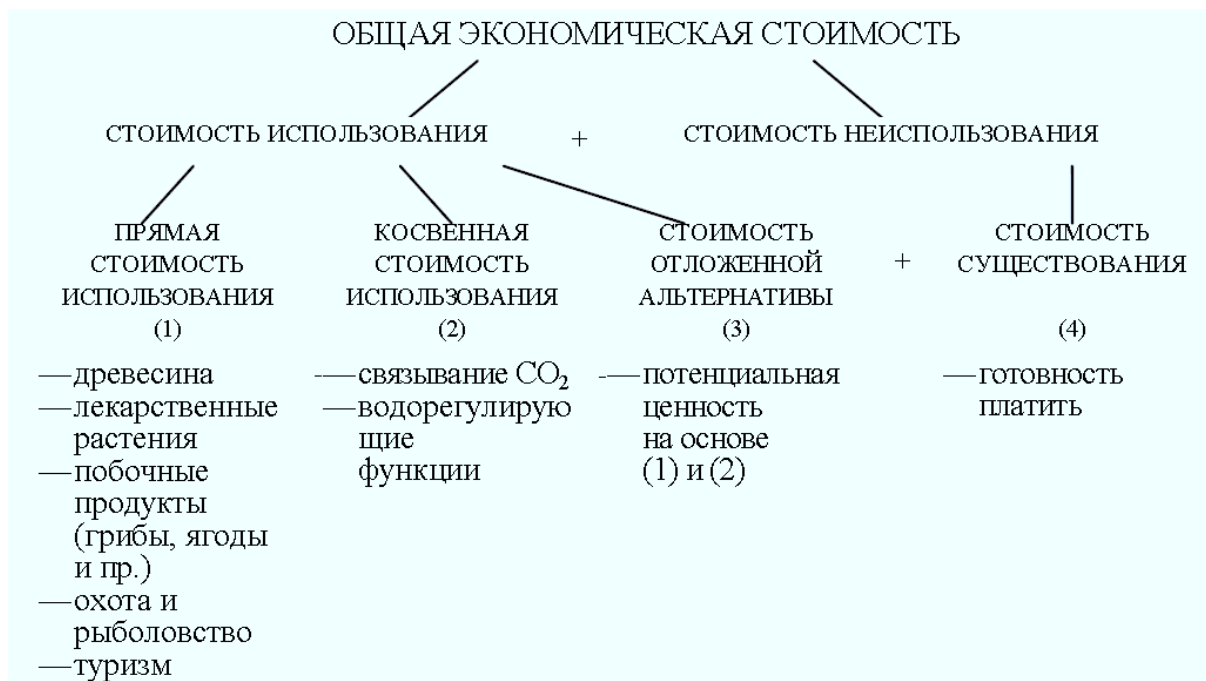 ОБЩАЯ ЭКОНОМИЧЕСКАЯ СТОИМОСТЬ
СТОИМОСТЬ ИСПОЛЬЗОВАНИЯ + СТОИМОСТЬ НЕИСПОЛЬЗОВАНИЯ
ПРЯМАЯ
СТОИМОСТЬ
ИСПОЛЬЗОВАНИЯ
(1)
КОСВЕННАЯ
СТОИМОСТЬ
ИСПОЛЬЗОВАНИЯ
(2)
СТОИМОСТЬ
ОТЛОЖЕННОЙ
АЛЬТЕРНАТИВЫ
(3)
+
СТОИМОСТЬ
СУЩЕСТВОВАНИЯ
(4)
—древесина
—лекарственные
растения
—побочные
продукты
(грибы, ягоды
и пр.)
—охота и
рыболовство
—туризм
-—связывание CO₂
—водорегулирую
щие
функции
-—потенциальная
ценность
на основе
(1) и (2)
—готовность
платить